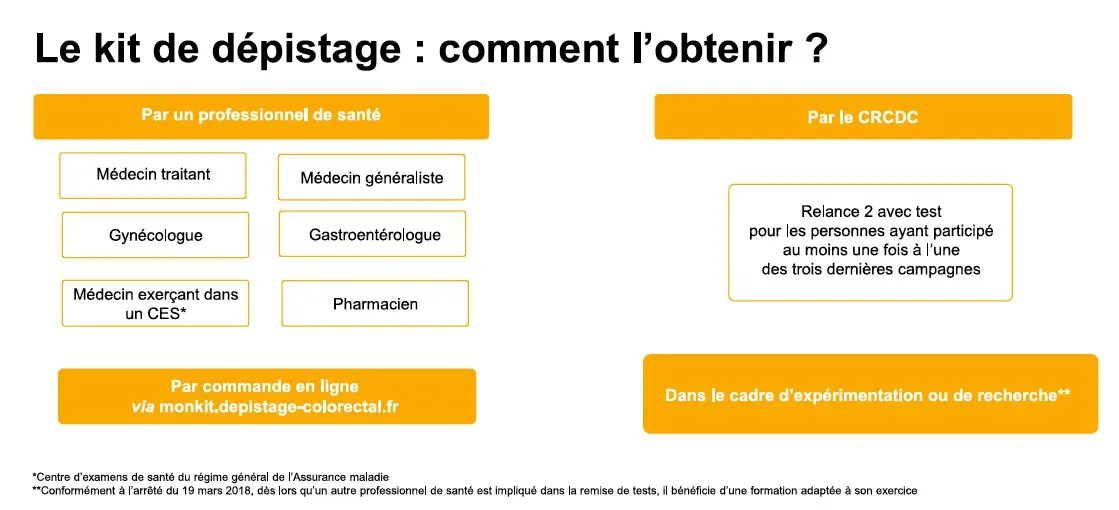 Le kit de dépistage : comment l’obtenir ?
Par un professionnel de santé
Médecin traitant
Médecin généraliste
Gynécologue
Gastroentérologue
Médecin exerçant dans
un CES*
Pharmacien
Par commande en ligne
via monkit.depistage-colorectal.fr
Par le CRCDC
Relance 2 avec test
pour les personnes ayant participé
au moins une fois à l’une
des trois dernières campagnes
Dans le cadre d’expérimentation ou de recherche**
*Centre d’examens de santé du régime général de l’Assurance maladie
**Conformément à l’arrêté du 19 mars 2018, dès lors qu’un autre professionnel de santé est impliqué dans la remise de tests, il bénéficie d’une formation adaptée à son exercice